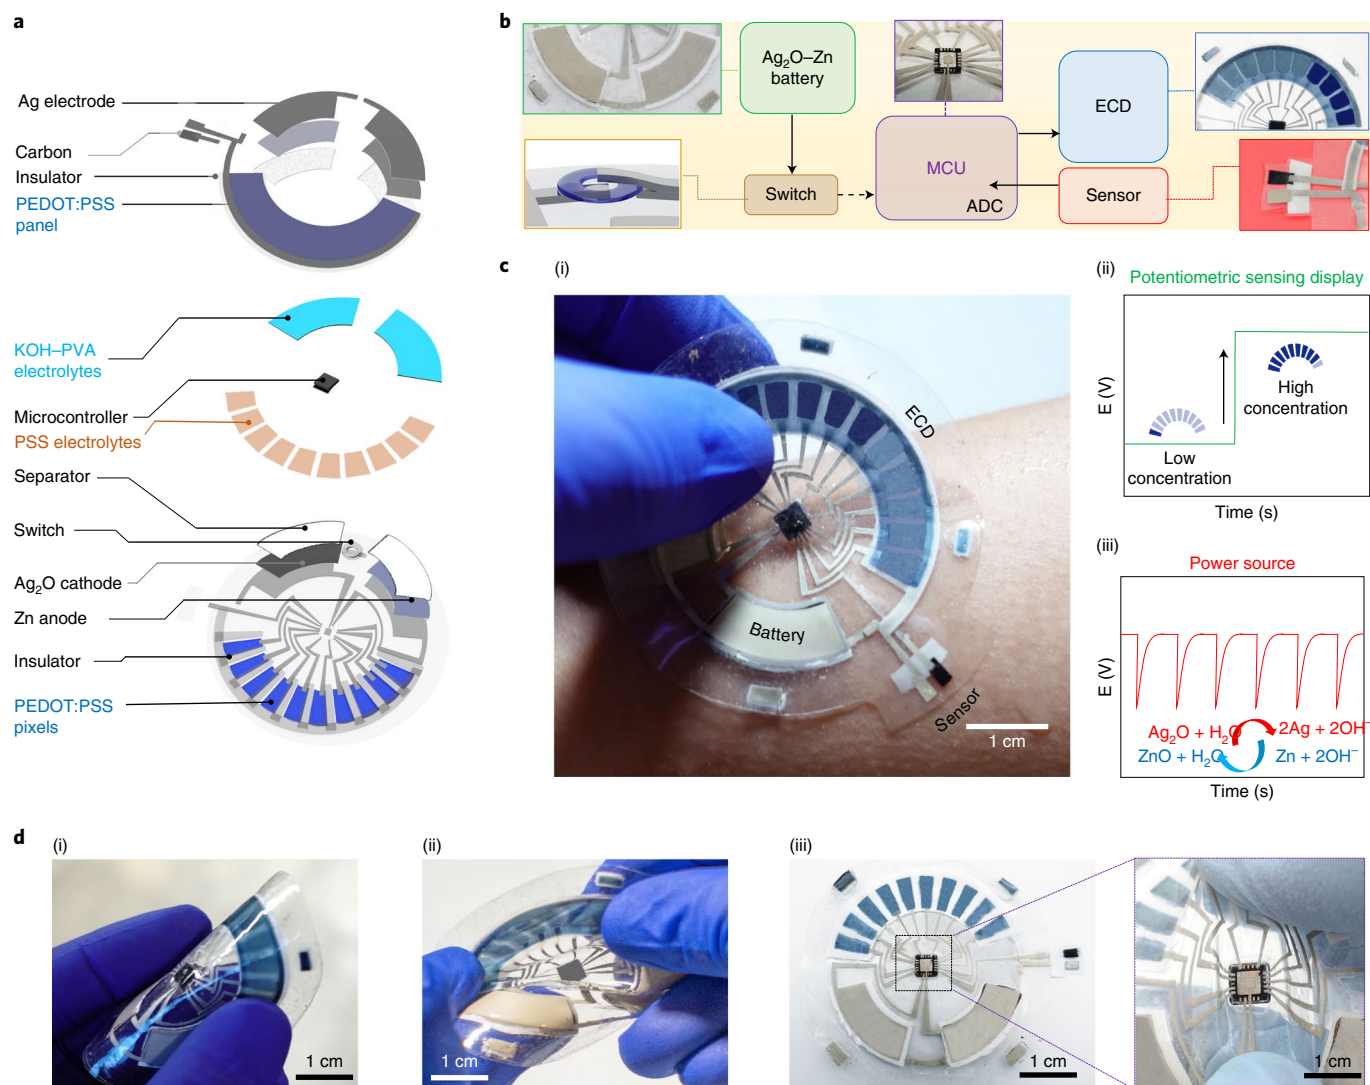 a
Ag electrode
Carbon
Insulator
PEDOT:PSS
panel
KOH–PVA
electrolytes
Microcontroller
PSS electrolytes
Separator
Switch
Ag₂O cathode
Zn anode
Insulator
PEDOT:PSS
pixels
b
Ag₂O–Zn
battery
Switch
MCU
ADC
ECD
Sensor
c
(i)
ECD
Battery
Sensor
1 cm
(ii)
Potentiometric sensing display
E (V)
High
concentration
Low
concentration
Time (s)
(iii)
Power source
E (V)
Ag₂O + H₂O
2Ag + 2OH⁻
ZnO + H₂O
Zn + 2OH⁻
Time (s)
d
(i)
1 cm
(ii)
1 cm
(iii)
1 cm
1 cm